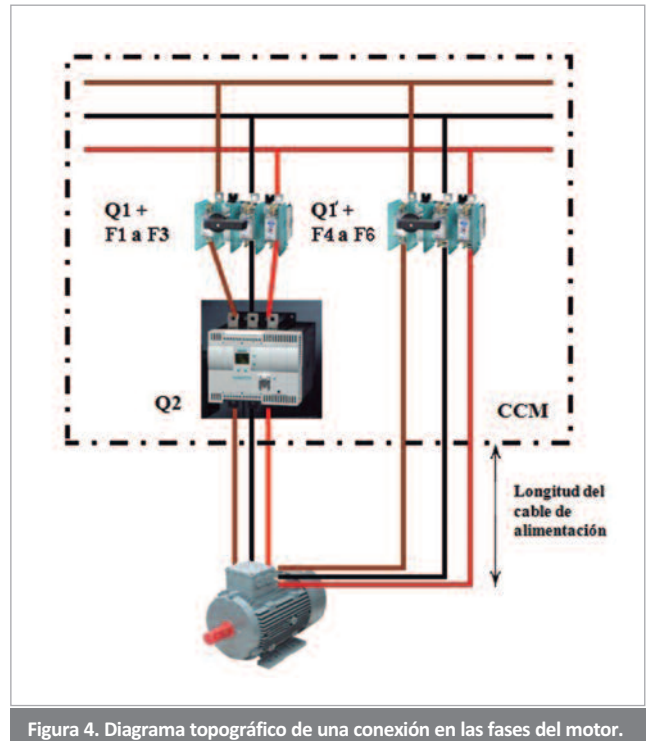 Q1 +
F1 a F3
Q1' +
F4 a F6
Q2
CCM
Longitud del
cable de
alimentación
Figura 4. Diagrama topográfico de una conexión en las fases del motor.